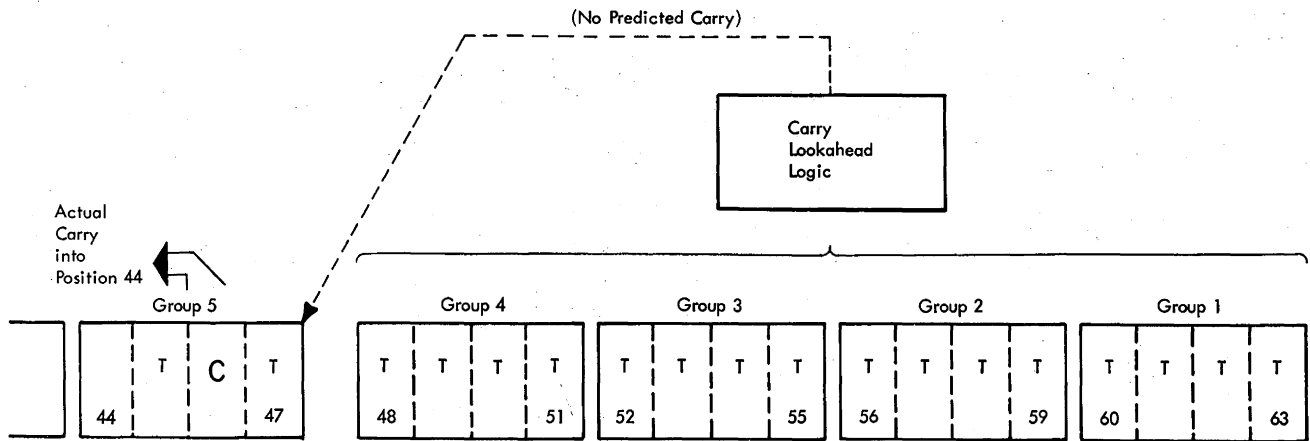 (No Predicted Carry)
Carry
Lookahead
Logic
Actual
Carry
into
Position 44
Group 5
Group 4
Group 3
Group 2
Group 1
T C T
T T T T
T T T T
T T T T
T T T T
44 47
48 51
52 55
56 59
60 63